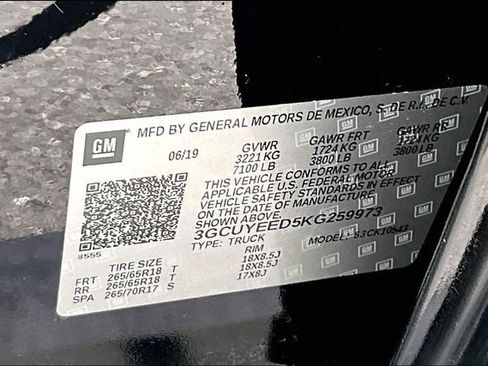 GM
MFD BY GENERAL MOTORS DE MEXICO, S. DE R.L. DE C.V.
06/19 GVWR GAWR FRT GAWR RR
3221 KG 1724 KG 1724 KG
7100 LB 3800 LB 3800 LB
THIS VEHICLE CONFORMS TO ALL
APPLICABLE U.S. FEDERAL MOTOR
VEHICLE SAFETY STANDARDS IN EFFECT
ON THE DATE OF MANUFACTURE
SHOWN ABOVE.
3GCUYEED5KG259973
TYPE: TRUCK MODEL: S3CK10543
8555
TIRE SIZE RIM
FRT 265/65R18 T 18X8.5J
RR 265/65R18 T 18X8.5J
SPA 265/70R17 S 17X8J